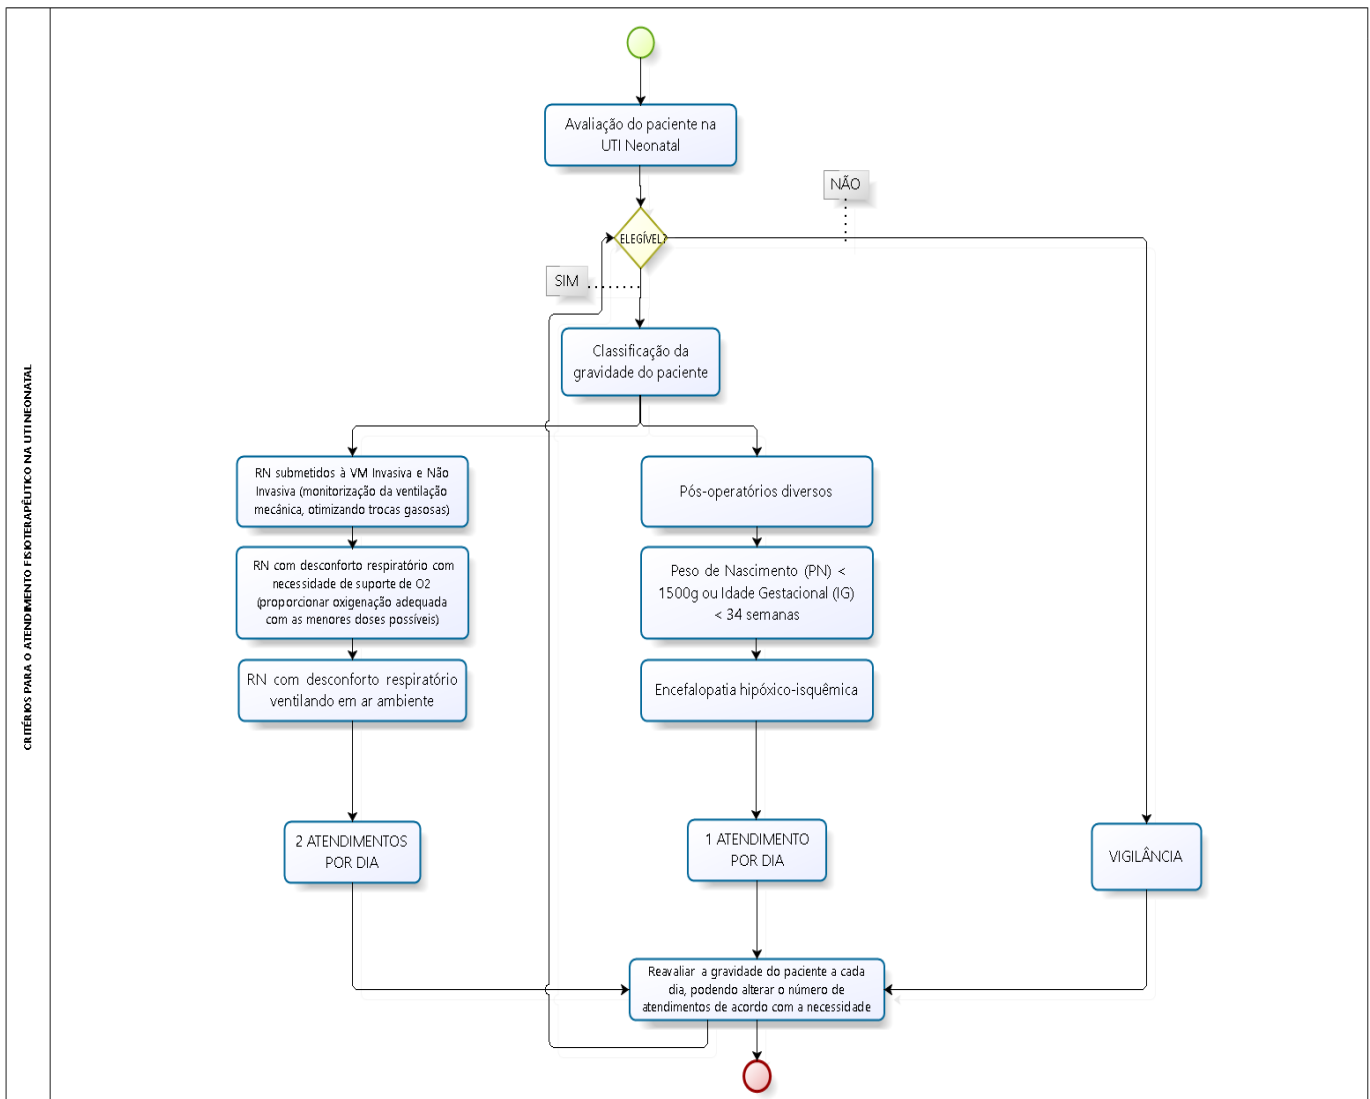 CRITÉRIOS PARA O ATENDIMENTO FISIOTERAPÊUTICO NA UTI NEONATAL
Avaliação do paciente na
UTI Neonatal
NÃO
ELEGÍVEL?
SIM
Classificação da
gravidade do paciente
RN submetidos à VM Invasiva e Não
Invasiva (monitorização da ventilação
mecânica, otimizando trocas gasosas)
Pós-operatórios diversos
RN com desconforto respiratório com
necessidade de suporte de O2
(proporcionar oxigenação adequada
com as menores doses possíveis)
Peso de Nascimento (PN) <
1500g ou Idade Gestacional (IG)
< 34 semanas
RN com desconforto respiratório
ventilando em ar ambiente
Encefalopatia hipóxico-isquêmica
2 ATENDIMENTOS
POR DIA
1 ATENDIMENTO
POR DIA
VIGILÂNCIA
Reavaliar a gravidade do paciente a cada
dia, podendo alterar o número de
atendimentos de acordo com a necessidade